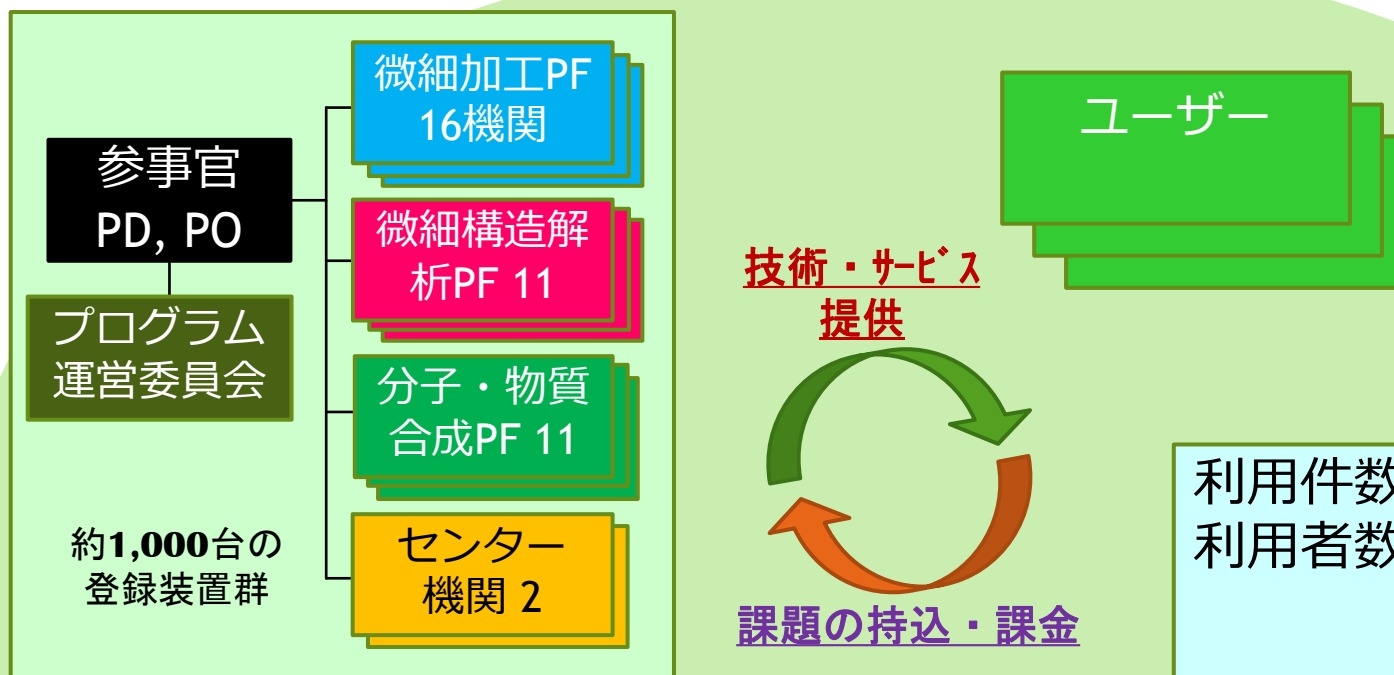 参事官
PD, PO
プログラム
運営委員会
約1,000台の
登録装置群
微細加工PF
16機関
微細構造解
析PF 11
分子・物質
合成PF 11
センター
機関 2
技術・ｻｰﾋﾞｽ
提供
課題の持込・課金
ユーザー
利用件数
利用者数